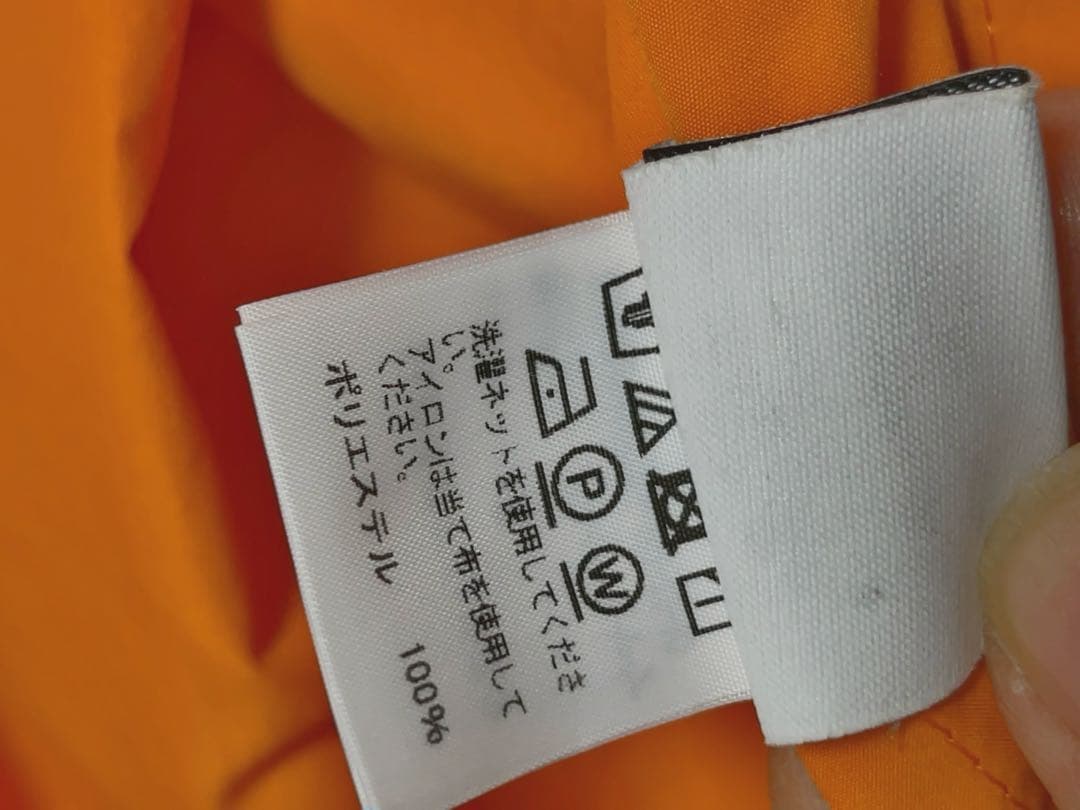 P W
洗濯ネットを使用してくださ
い。
アイロンは当て布を使用して
ください。
ポリエステル 100%